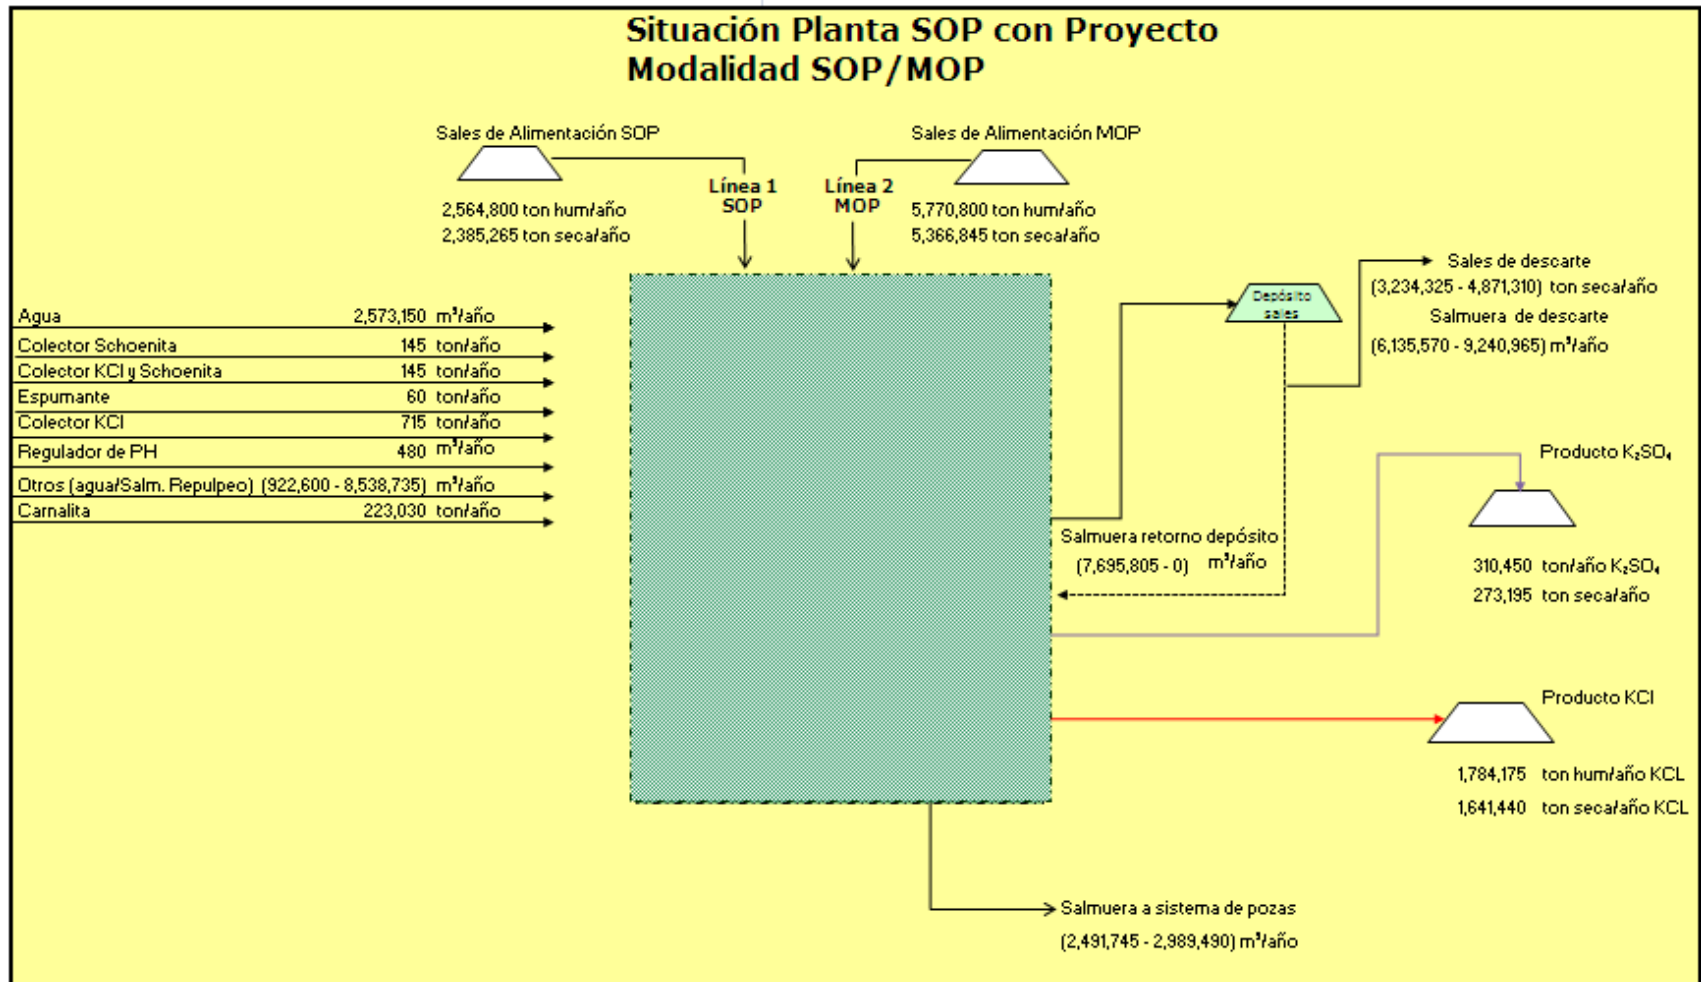 Situación Planta SOP con Proyecto
Modalidad SOP/MOP
Sales de Alimentación SOP
2,564,800 ton hum/año
2,385,265 ton seca/año
Línea 1
SOP
Sales de Alimentación MOP
5,770,800 ton hum/año
5,366,845 ton seca/año
Línea 2
MOP
Agua 2,573,150 m³/año
Colector Schoenita 145 ton/año
Colector KCl y Schoenita 145 ton/año
Espumante 60 ton/año
Colector KCl 715 ton/año
Regulador de PH 480 m³/año
Otros (agua/Salm. Repulpeo) (922,600 - 8,538,735) m³/año
Carnalita 223,030 ton/año
Depósito
sales
Sales de descarte
(3,234,325 - 4,871,310) ton seca/año
Salmuera de descarte
(6,135,570 - 9,240,965) m³/año
Salmuera retorno depósito
(7,695,805 - 0) m³/año
Producto K₂SO₄
310,450 ton/año K₂SO₄
273,195 ton seca/año
Producto KCl
1,784,175 ton hum/año KCL
1,641,440 ton seca/año KCL
Salmuera a sistema de pozas
(2,491,745 - 2,989,490) m³/año